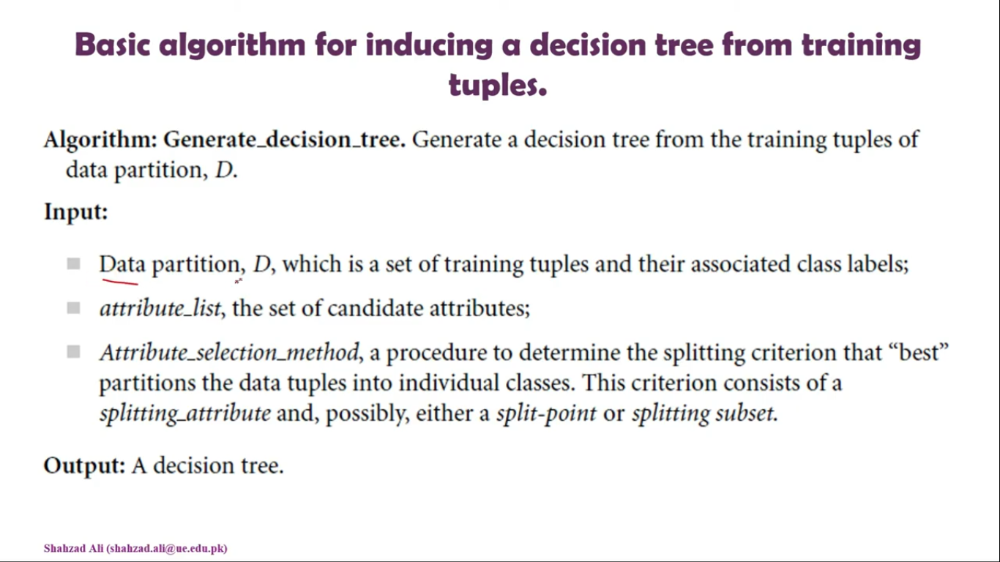 Basic algorithm for inducing a decision tree from training
tuples.
Algorithm: Generate_decision_tree. Generate a decision tree from the training tuples of
data partition, D.
Input:
Data partition, D, which is a set of training tuples and their associated class labels;
attribute_list, the set of candidate attributes;
Attribute_selection_method, a procedure to determine the splitting criterion that “best”
partitions the data tuples into individual classes. This criterion consists of a
splitting_attribute and, possibly, either a split-point or splitting subset.
Output: A decision tree.
Shahzad Ali (shahzad.ali@ue.edu.pk)